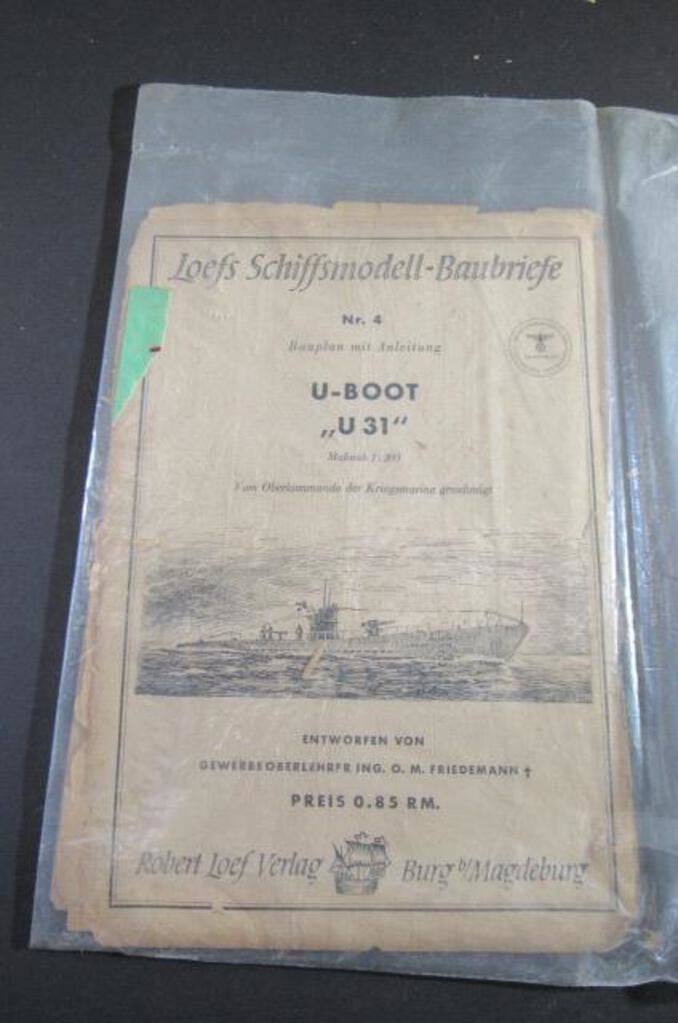 Loefs Schiffsmodell-Baubriefe
Nr. 4
Bauplan mit Anleitung
U-BOOT
„U 31“
Maßstab 1:
Vom Oberkommando der Kriegsmarine genehmigt
ENTWORFEN VON
GEWERBEOBERLEHRER ING. O. M. FRIEDEMANN †
PREIS 0.85 RM.
Robert Loef Verlag Burg b/Magdeburg